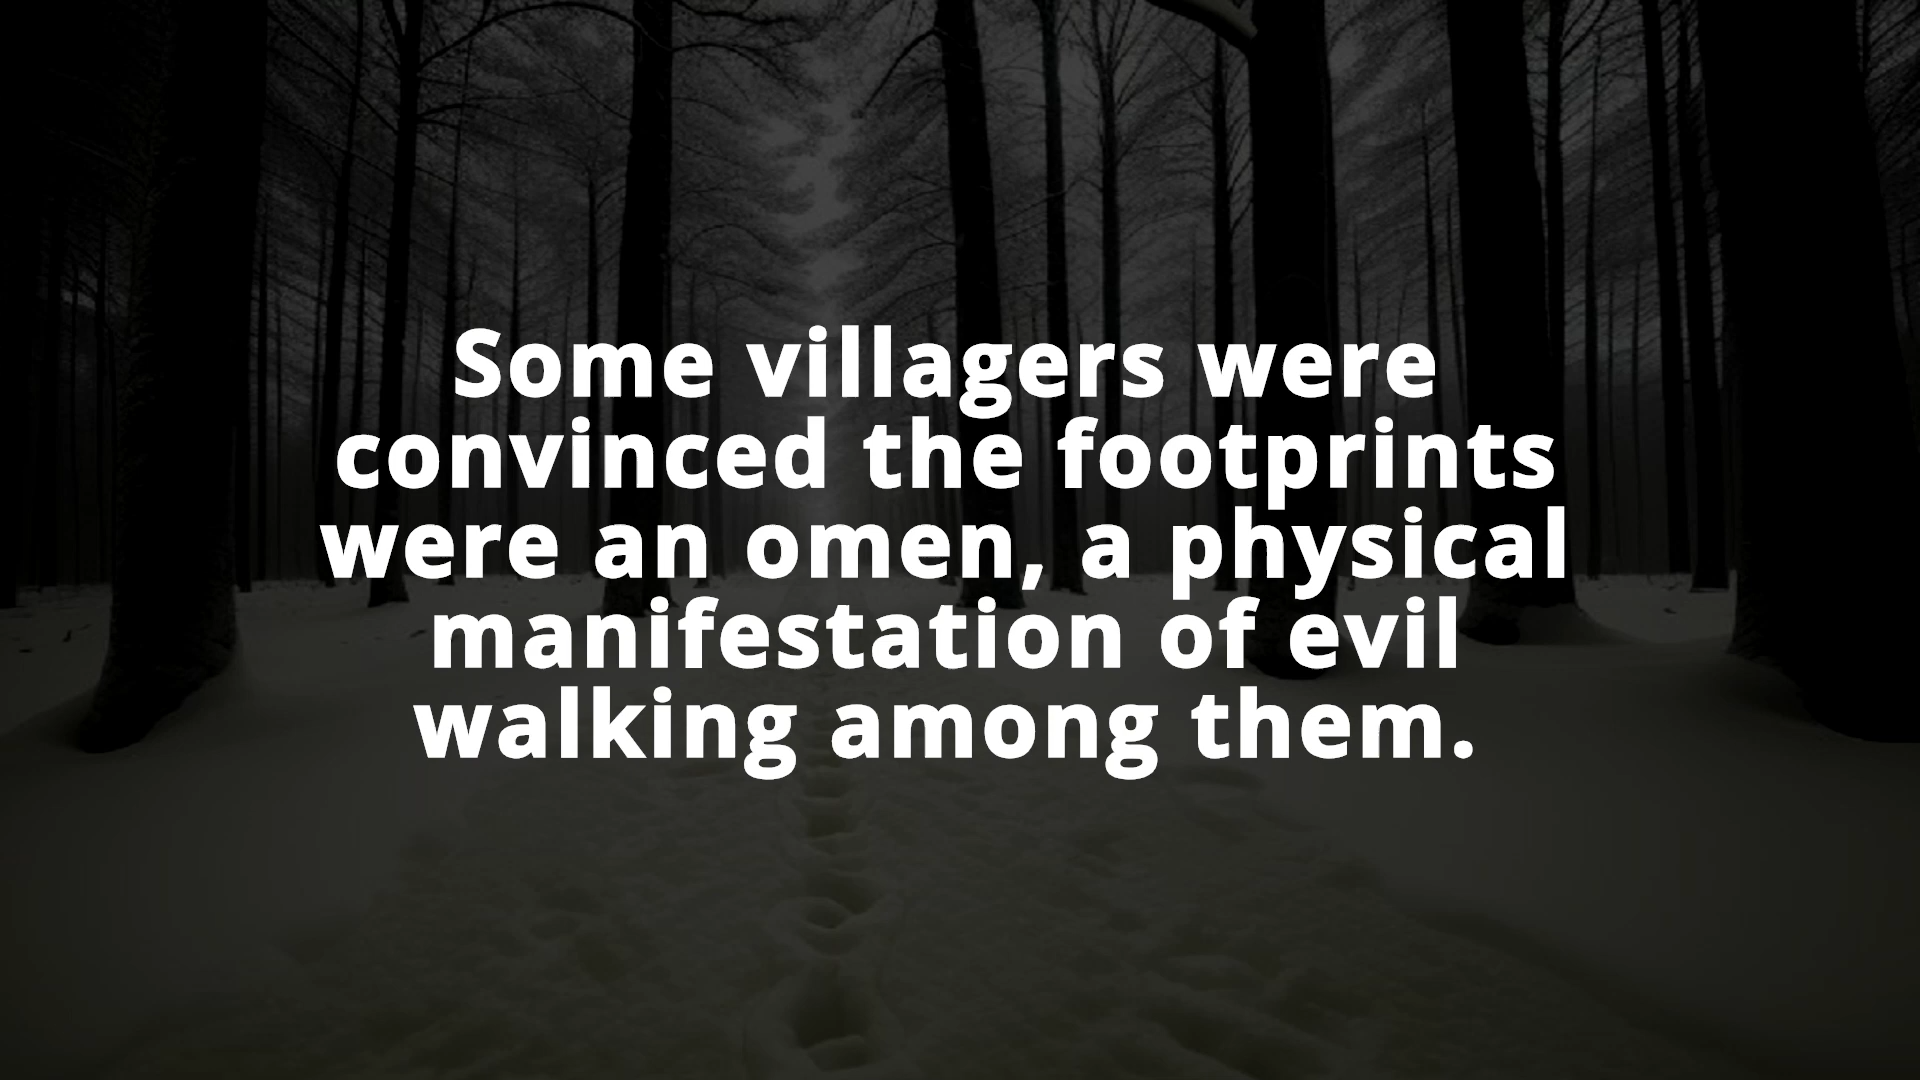 Some villagers were
convinced the footprints
were an omen, a physical
manifestation of evil
walking among them.